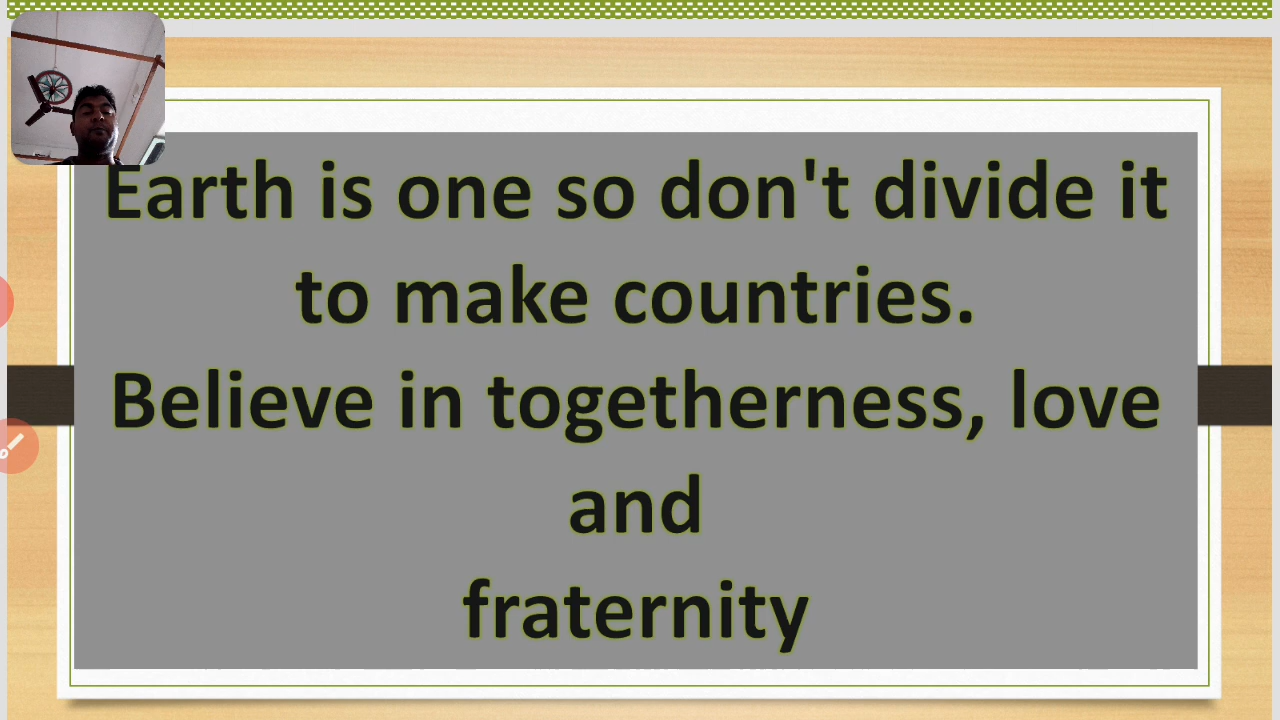 Earth is one so don't divide it
to make countries.
Believe in togetherness, love
and
fraternity